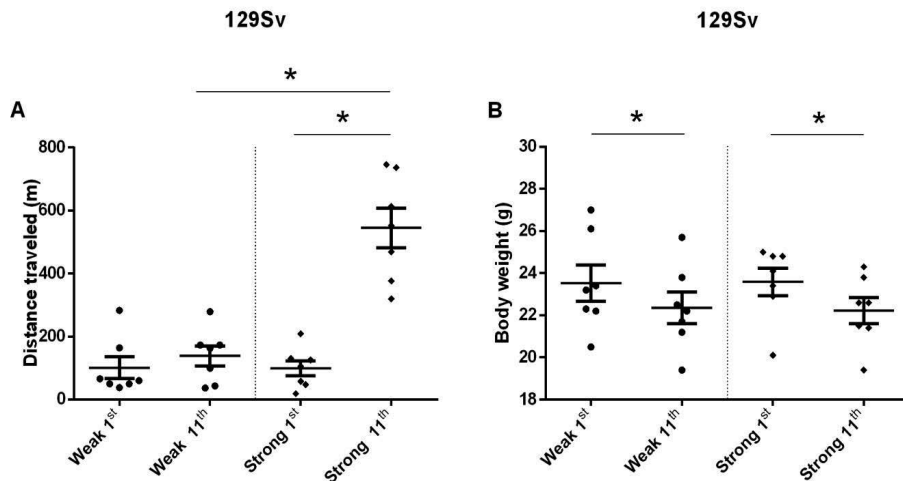 129Sv
129Sv
*
A
*
B
*
*
Distance traveled (m)
800
600
400
200
0
Weak 1st
Weak 11th
Strong 1st
Strong 11th
Body weight (g)
30
28
26
24
22
20
18
Weak 1st
Weak 11th
Strong 1st
Strong 11th